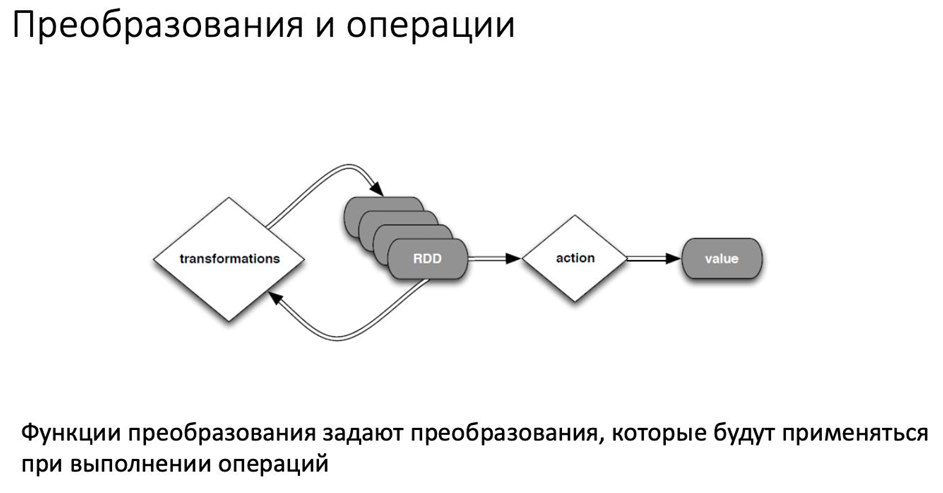 Преобразования и операции
transformations
RDD
action
value
Функции преобразования задают преобразования, которые будут применяться
при выполнении операций